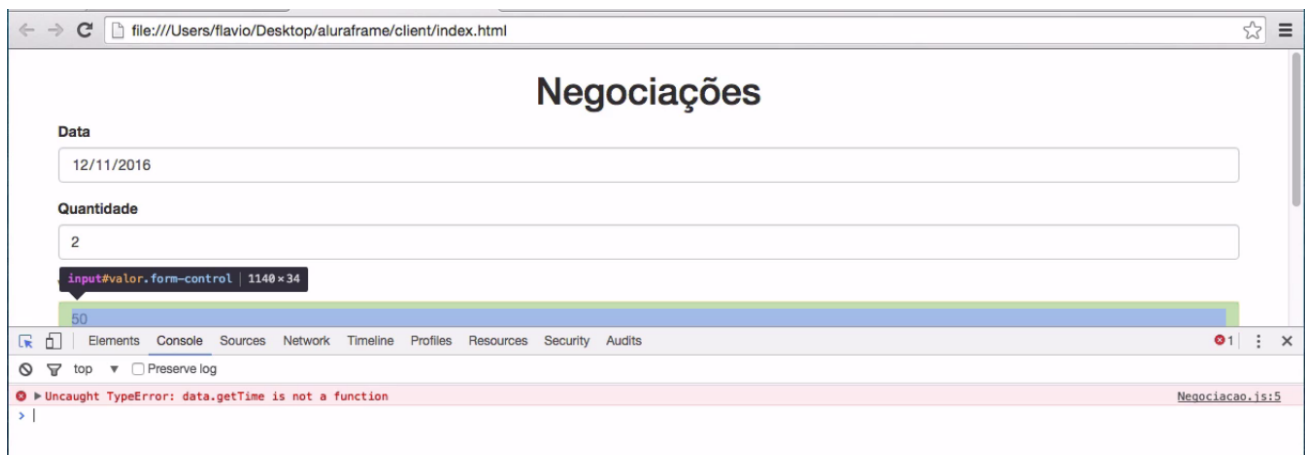 file:///Users/flavio/Desktop/aluraframe/client/index.html
Negociações
Data
12/11/2016
Quantidade
2
input#valor.form-control | 1140×34
50
Elements Console Sources Network Timeline Profiles Resources Security Audits 1
top Preserve log
Uncaught TypeError: data.getTime is not a function Negociacao.js:5
>